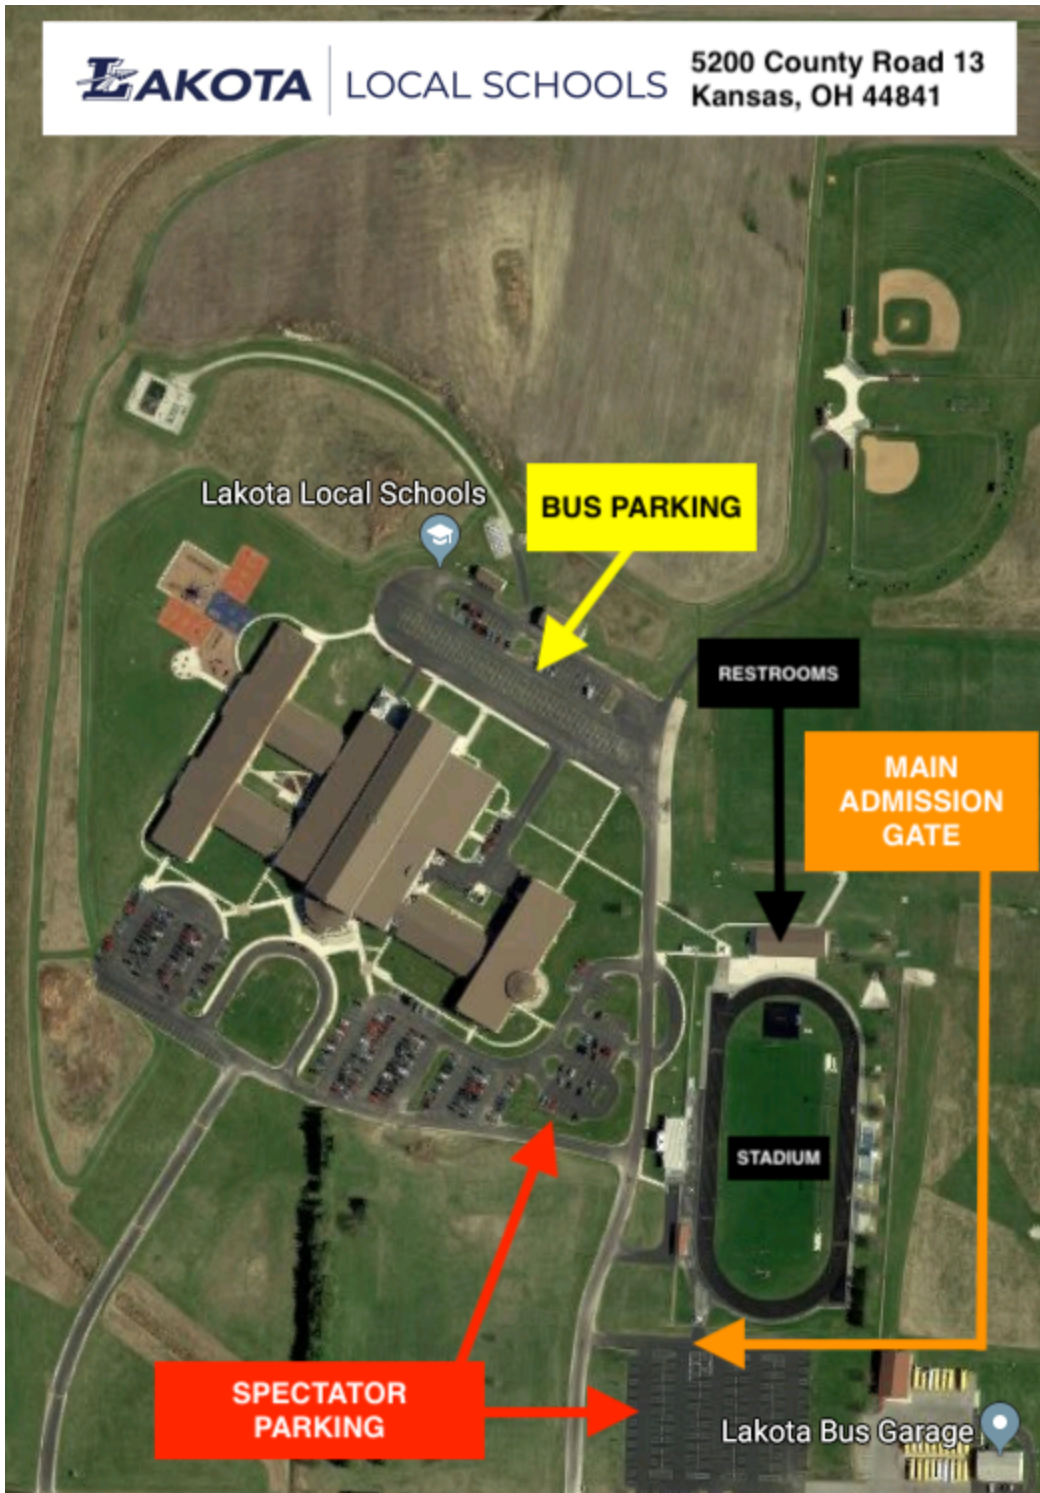 LAKOTA LOCAL SCHOOLS
5200 County Road 13
Kansas, OH 44841
Lakota Local Schools
BUS PARKING
RESTROOMS
MAIN
ADMISSION
GATE
STADIUM
SPECTATOR
PARKING
Lakota Bus Garage